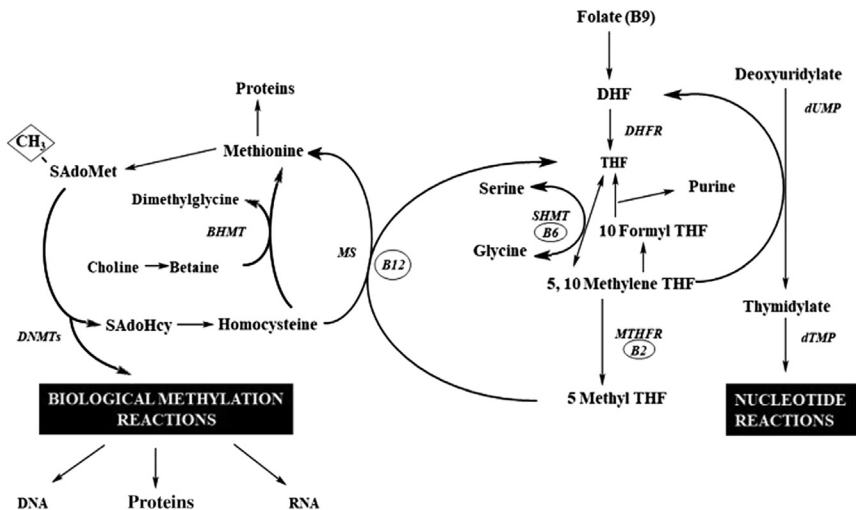 Folate (B9)
Deoxyuridylate
Proteins
DHF
dUMP
CH3
DHFR
Methionine
THF
SAdoMet
Serine
Purine
Dimethylglycine
SHMT
BHMT
B6
10 Formyl THF
Glycine
MS
B12
Choline
Betaine
5, 10 Methylene THF
Thymidylate
SAdoHcy
Homocysteine
DNMTs
MTHFR
dTMP
B2
BIOLOGICAL METHYLATION
REACTIONS
5 Methyl THF
NUCLEOTIDE
REACTIONS
DNA
Proteins
RNA